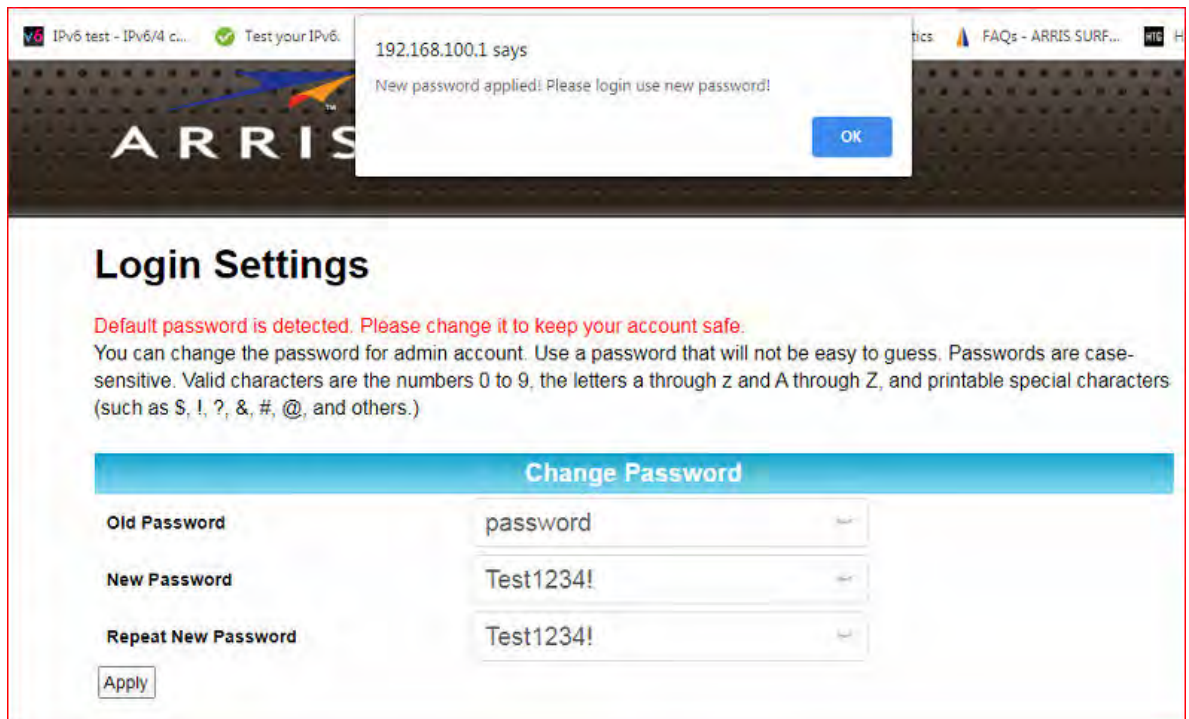 v6 IPv6 test - IPv6/4 c... Test your IPv6. tics FAQs - ARRIS SURF... HTC H
192.168.100.1 says
New password applied! Please login use new password!
OK
ARRIS
TM
Login Settings
Default password is detected. Please change it to keep your account safe.
You can change the password for admin account. Use a password that will not be easy to guess. Passwords are case-
sensitive. Valid characters are the numbers 0 to 9, the letters a through z and A through Z, and printable special characters
(such as $, !, ?, &, #, @, and others.)
Change Password
Old Password password
New Password Test1234!
Repeat New Password Test1234!
Apply